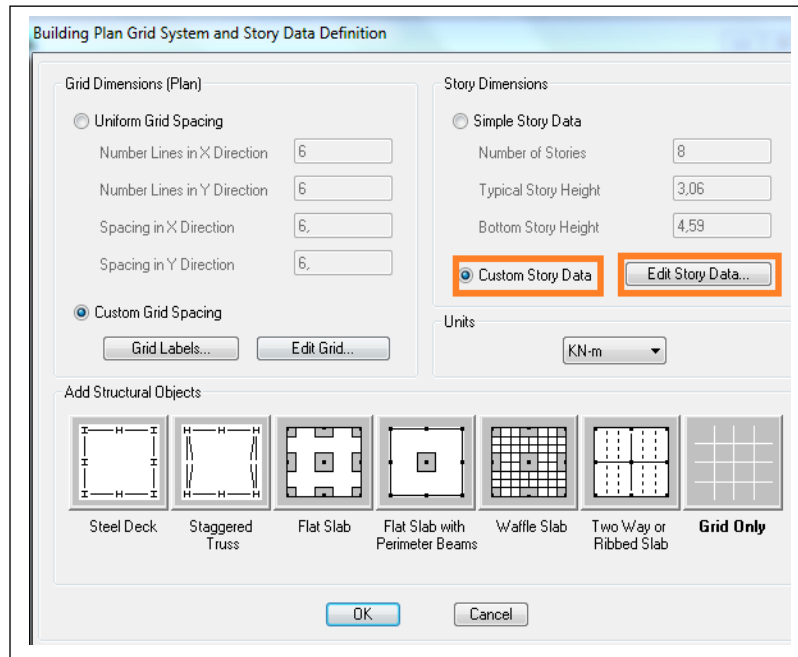 Building Plan Grid System and Story Data Definition
Grid Dimensions (Plan)
Uniform Grid Spacing
Number Lines in X Direction 6
Number Lines in Y Direction 6
Spacing in X Direction 6,
Spacing in Y Direction 6,
Custom Grid Spacing
Grid Labels... Edit Grid...
Story Dimensions
Simple Story Data
Number of Stories 8
Typical Story Height 3,06
Bottom Story Height 4,59
Custom Story Data Edit Story Data...
Units
KN-m
Add Structural Objects
Steel Deck
Staggered
Truss
Flat Slab
Flat Slab with
Perimeter Beams
Waffle Slab
Two Way or
Ribbed Slab
Grid Only
OK Cancel